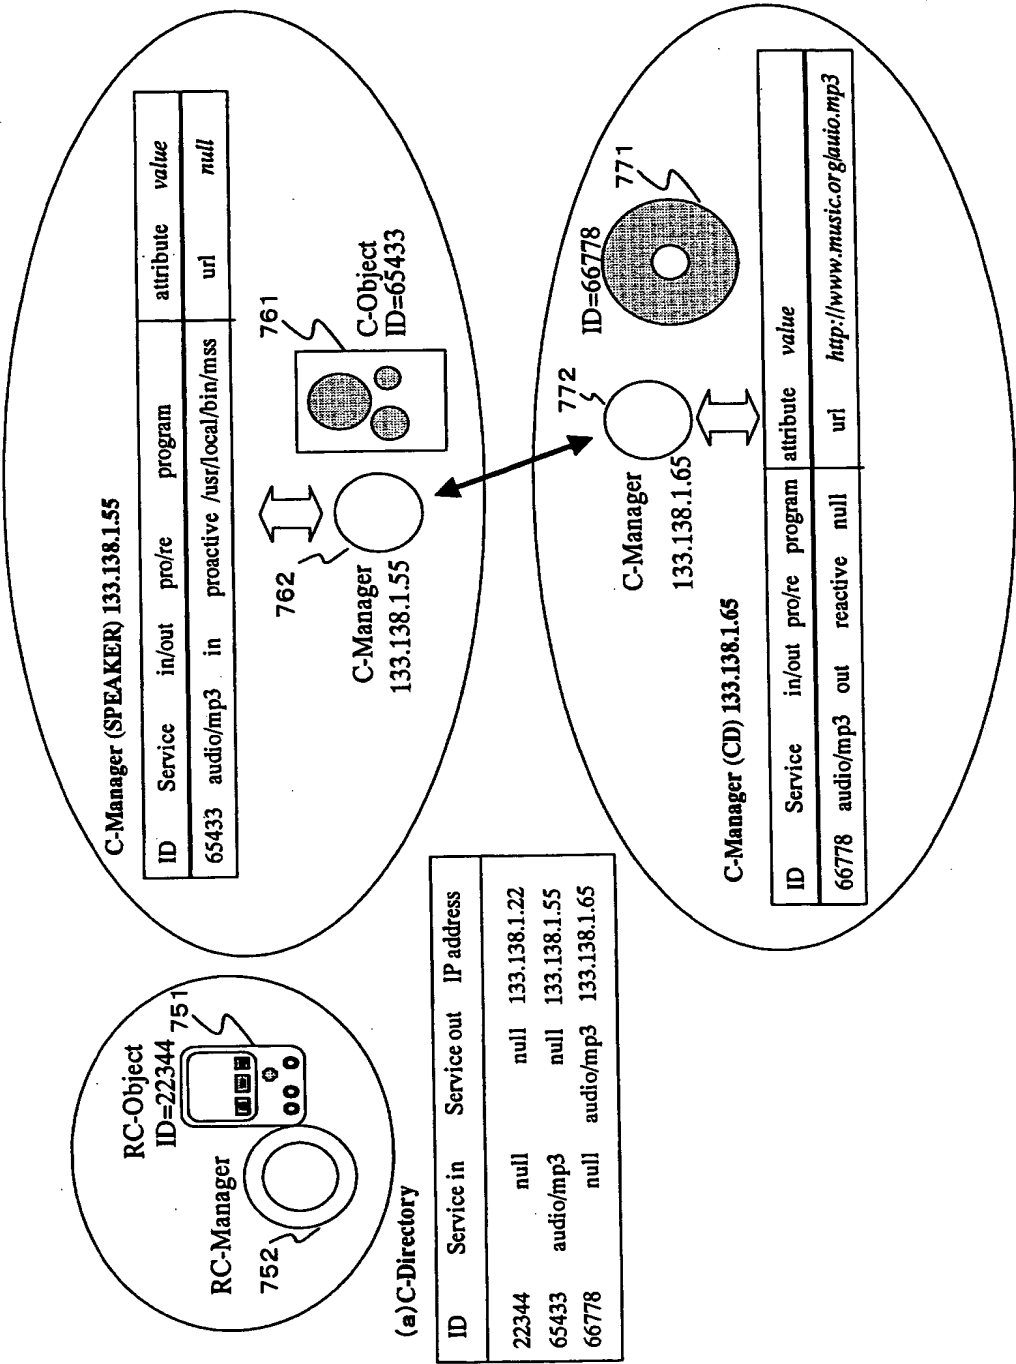 RC-Object
ID=22344
751
RC-Manager
752
(a)C-Directory
ID Service in Service out IP address
22344 null null 133.138.1.22
65433 audio/mp3 null 133.138.1.55
66778 null audio/mp3 133.138.1.65
C-Manager (SPEAKER) 133.138.1.55
ID Service in/out pro/re program attribute value
65433 audio/mp3 in proactive /usr/local/bin/mss url null
762
C-Manager
133.138.1.55
761
C-Object
ID=65433
C-Manager
133.138.1.65
772
ID=66778
771
C-Manager (CD) 133.138.1.65
ID Service in/out pro/re program attribute value
66778 audio/mp3 out reactive null url http://www.music.org/auio.mp3